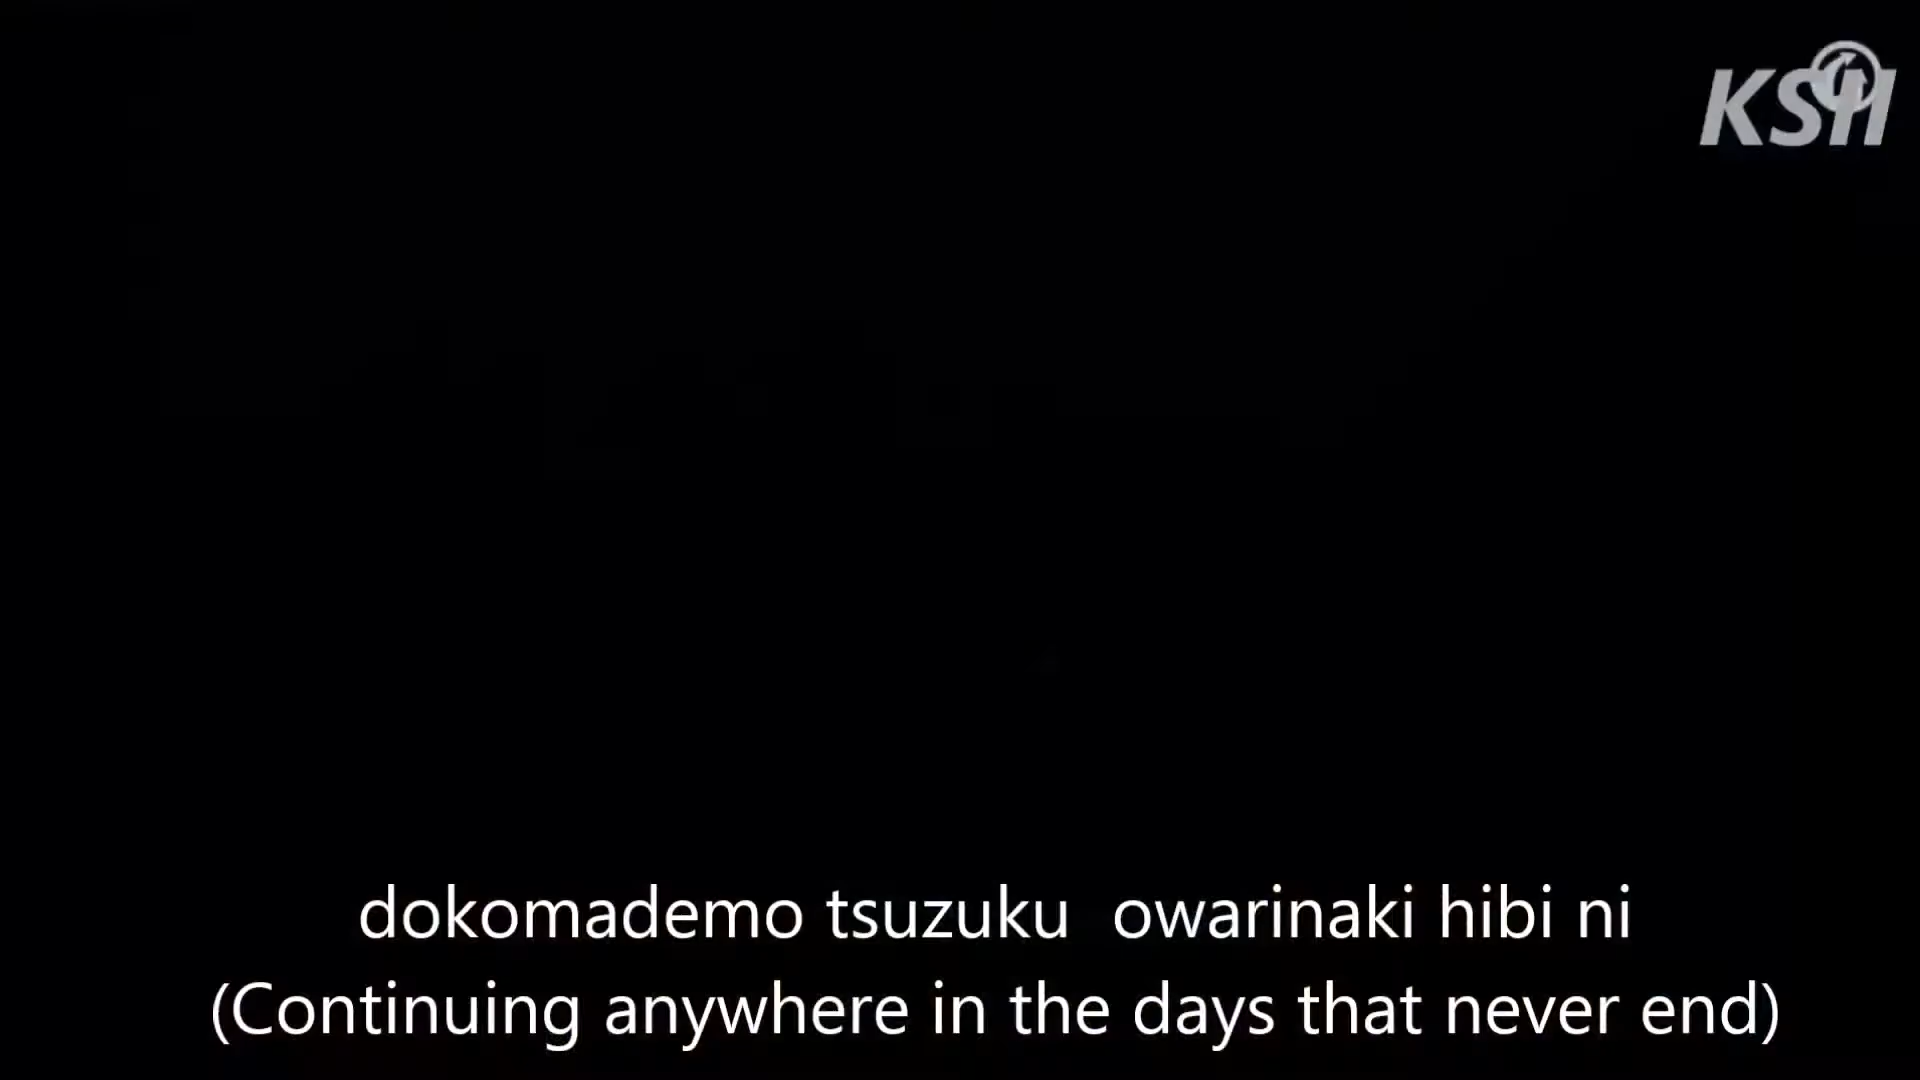 KSH
dokomademo tsuzuku  owarinaki hibi ni
(Continuing anywhere in the days that never end)